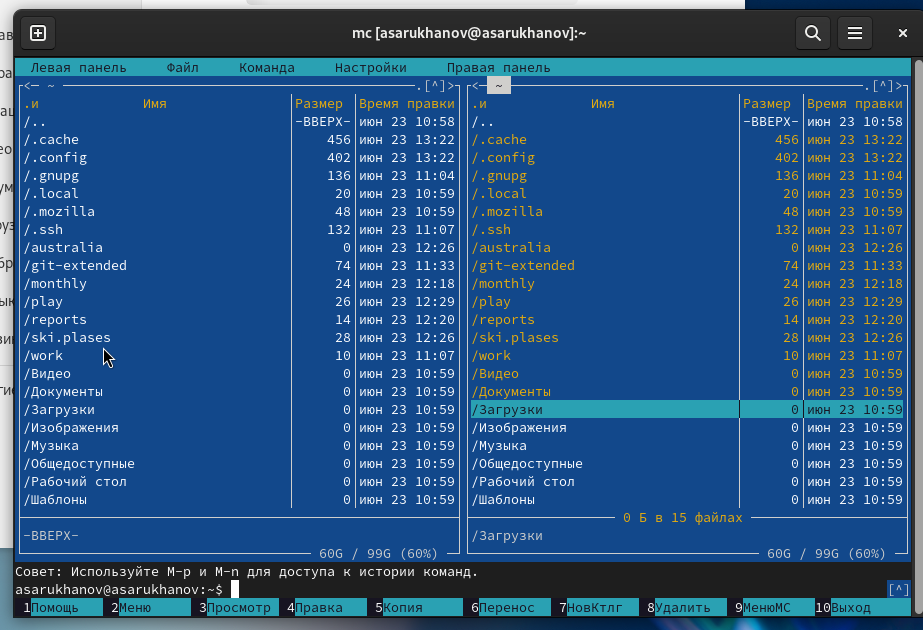 mc [asarukhanov@asarukhanov]:~
Левая панель Файл Команда Настройки Правая панель
<— ~ .[^]> <— ~ .[^]>
.и Имя Размер Время правки .и Имя Размер Время правки
/.. -ВВЕРХ- июн 23 10:58 /.. -ВВЕРХ- июн 23 10:58
/.cache 456 июн 23 13:22 /.cache 456 июн 23 13:22
/.config 402 июн 23 13:22 /.config 402 июн 23 13:22
/.gnupg 136 июн 23 11:04 /.gnupg 136 июн 23 11:04
/.local 20 июн 23 10:59 /.local 20 июн 23 10:59
/.mozilla 48 июн 23 10:59 /.mozilla 48 июн 23 10:59
/.ssh 132 июн 23 11:07 /.ssh 132 июн 23 11:07
/australia 0 июн 23 12:26 /australia 0 июн 23 12:26
/git-extended 74 июн 23 11:33 /git-extended 74 июн 23 11:33
/monthly 24 июн 23 12:18 /monthly 24 июн 23 12:18
/play 26 июн 23 12:29 /play 26 июн 23 12:29
/reports 14 июн 23 12:20 /reports 14 июн 23 12:20
/ski.plases 28 июн 23 12:26 /ski.plases 28 июн 23 12:26
/work 10 июн 23 11:07 /work 10 июн 23 11:07
/Видео 0 июн 23 10:59 /Видео 0 июн 23 10:59
/Документы 0 июн 23 10:59 /Документы 0 июн 23 10:59
/Загрузки 0 июн 23 10:59 /Загрузки 0 июн 23 10:59
/Изображения 0 июн 23 10:59 /Изображения 0 июн 23 10:59
/Музыка 0 июн 23 10:59 /Музыка 0 июн 23 10:59
/Общедоступные 0 июн 23 10:59 /Общедоступные 0 июн 23 10:59
/Рабочий стол 0 июн 23 10:59 /Рабочий стол 0 июн 23 10:59
/Шаблоны 0 июн 23 10:59 /Шаблоны 0 июн 23 10:59
0 Б в 15 файлах
-ВВЕРХ- /Загрузки
60G / 99G (60%) 60G / 99G (60%)
Совет: Используйте M-p и M-n для доступа к истории команд.
asarukhanov@asarukhanov:~$ [^]
1Помощь 2Меню 3Просмотр 4Правка 5Копия 6Перенос 7НовКтлг 8Удалить 9МенюМС 10Выход